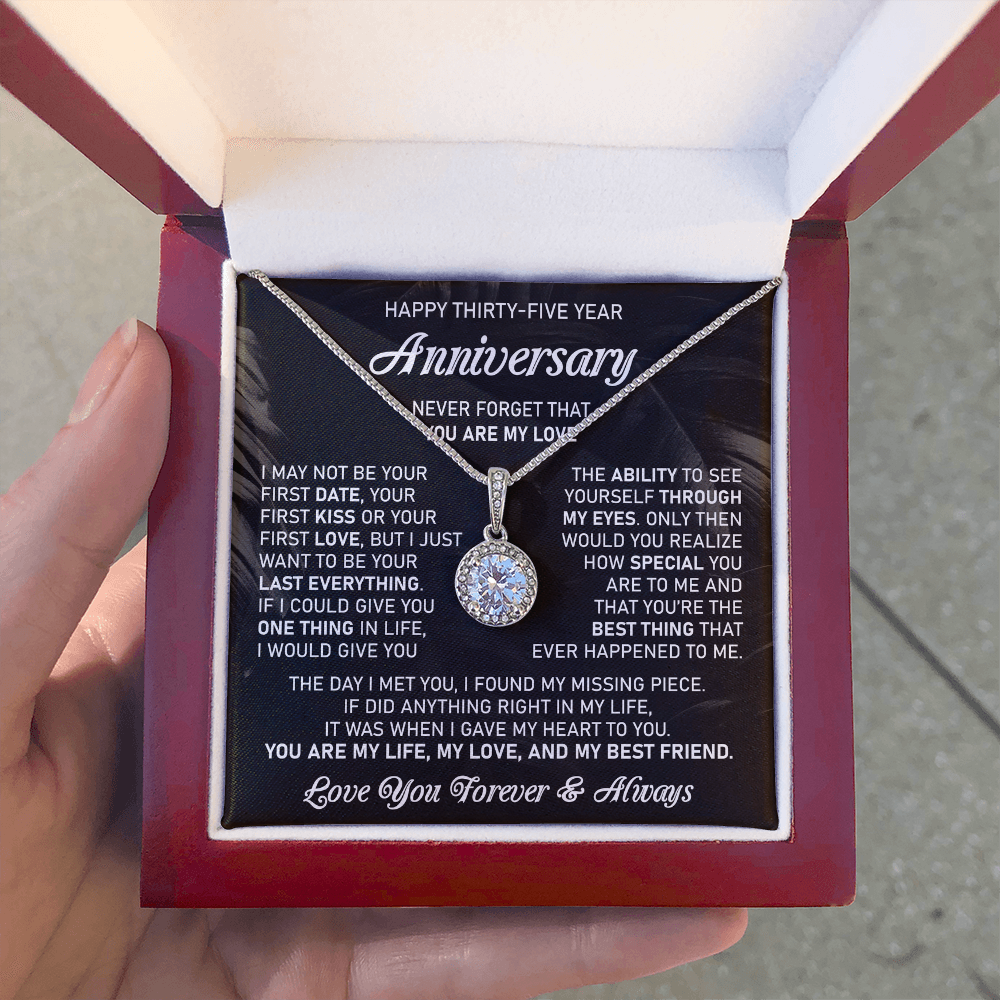 HAPPY THIRTY-FIVE YEAR
Anniversary
NEVER FORGET THAT
YOU ARE MY LOVE
I MAY NOT BE YOUR
FIRST DATE, YOUR
FIRST KISS OR YOUR
FIRST LOVE, BUT I JUST
WANT TO BE YOUR
LAST EVERYTHING.
IF I COULD GIVE YOU
ONE THING IN LIFE,
I WOULD GIVE YOU
THE ABILITY TO SEE
YOURSELF THROUGH
MY EYES. ONLY THEN
WOULD YOU REALIZE
HOW SPECIAL YOU
ARE TO ME AND
THAT YOU'RE THE
BEST THING THAT
EVER HAPPENED TO ME.
THE DAY I MET YOU, I FOUND MY MISSING PIECE.
IF DID ANYTHING RIGHT IN MY LIFE,
IT WAS WHEN I GAVE MY HEART TO YOU.
YOU ARE MY LIFE, MY LOVE, AND MY BEST FRIEND.
Love You Forever & Always